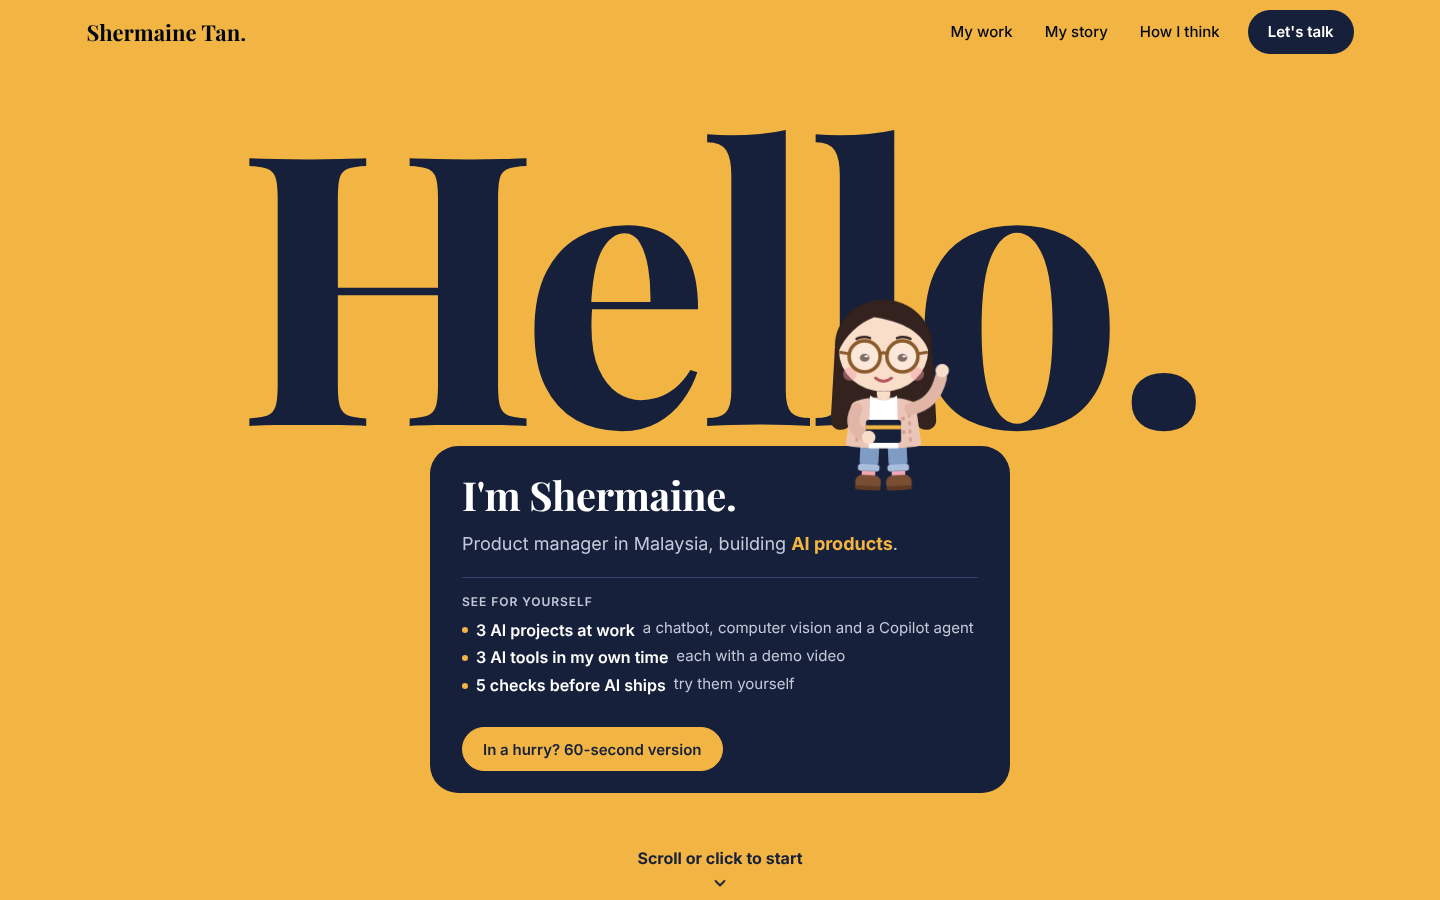 Shermaine Tan.
My work
My story
How I think
Let's talk
Hello.
I'm Shermaine.
Product manager in Malaysia, building AI products.
SEE FOR YOURSELF
3 AI projects at work a chatbot, computer vision and a Copilot agent
3 AI tools in my own time each with a demo video
5 checks before AI ships try them yourself
In a hurry? 60-second version
Scroll or click to start